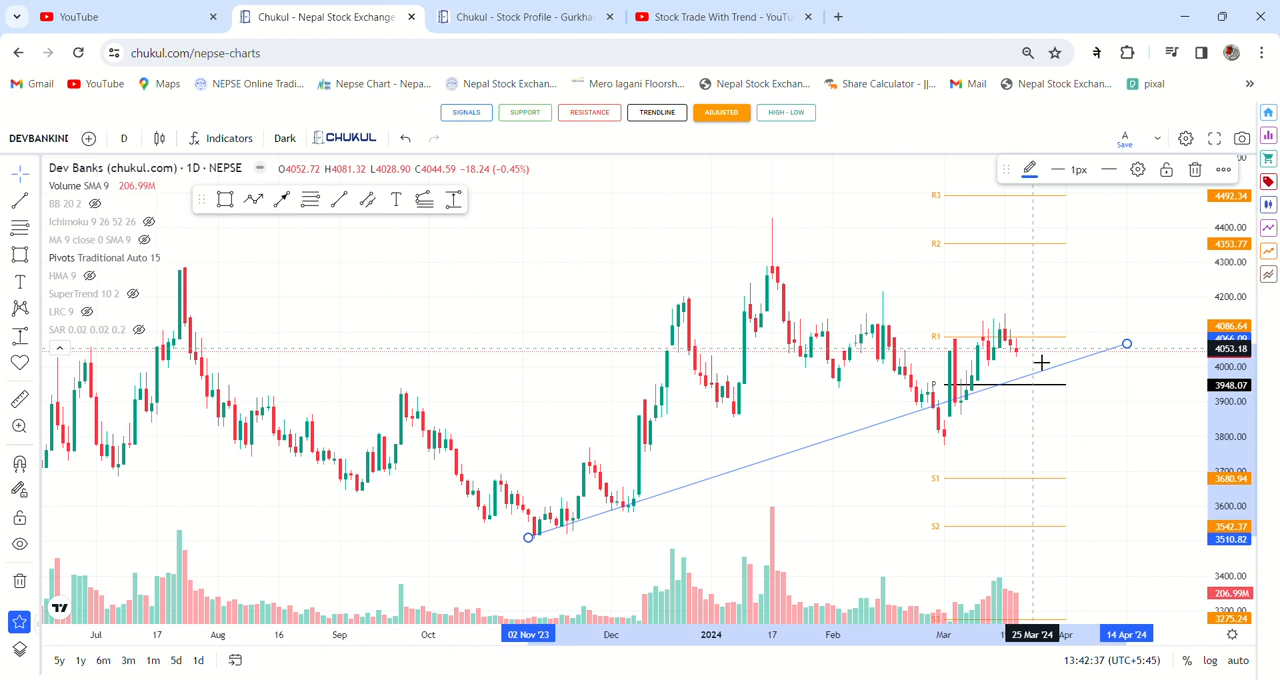 YouTube
Chukul - Nepal Stock Exchange
Chukul - Stock Profile - Gurkha
Stock Trade With Trend - YouTu
chukul.com/nepse-charts
Gmail YouTube Maps NEPSE Online Tradi... Nepse Chart - Nepa... Nepal Stock Exchan... Mero lagani Floorsh... Nepal Stock Exchan... Share Calculator - ||... Mail Nepal Stock Exchan... pixal
SIGNALS SUPPORT RESISTANCE TRENDLINE ADJUSTED HIGH - LOW
DEVBANKIND D Indicators Dark CHUKUL Save
Dev Banks (chukul.com) · 1D · NEPSE O4052.72 H4081.32 L4028.90 C4044.59 -18.24 (-0.45%)
1px
Volume SMA 9 206.99M
BB 20 2
Ichimoku 9 26 52 26
MA 9 close 0 SMA 9
Pivots Traditional Auto 15
HMA 9
SuperTrend 10 2
LRC 9
SAR 0.02 0.02 0.2
R3
R2
R1
P
S1
S2
4492.34
4400.00
4353.77
4300.00
4200.00
4086.64
4066.09
4053.18
4000.00
3948.07
3900.00
3800.00
3700.00
3680.94
3600.00
3542.37
3510.82
3400.00
206.99M
3300.00
3275.24
Jul 17 Aug 16 Sep Oct 02 Nov '23 Dec 2024 17 Feb Mar 25 Mar '24 Apr 14 Apr '24
5y 1y 6m 3m 1m 5d 1d
13:42:37 (UTC+5:45) % log auto